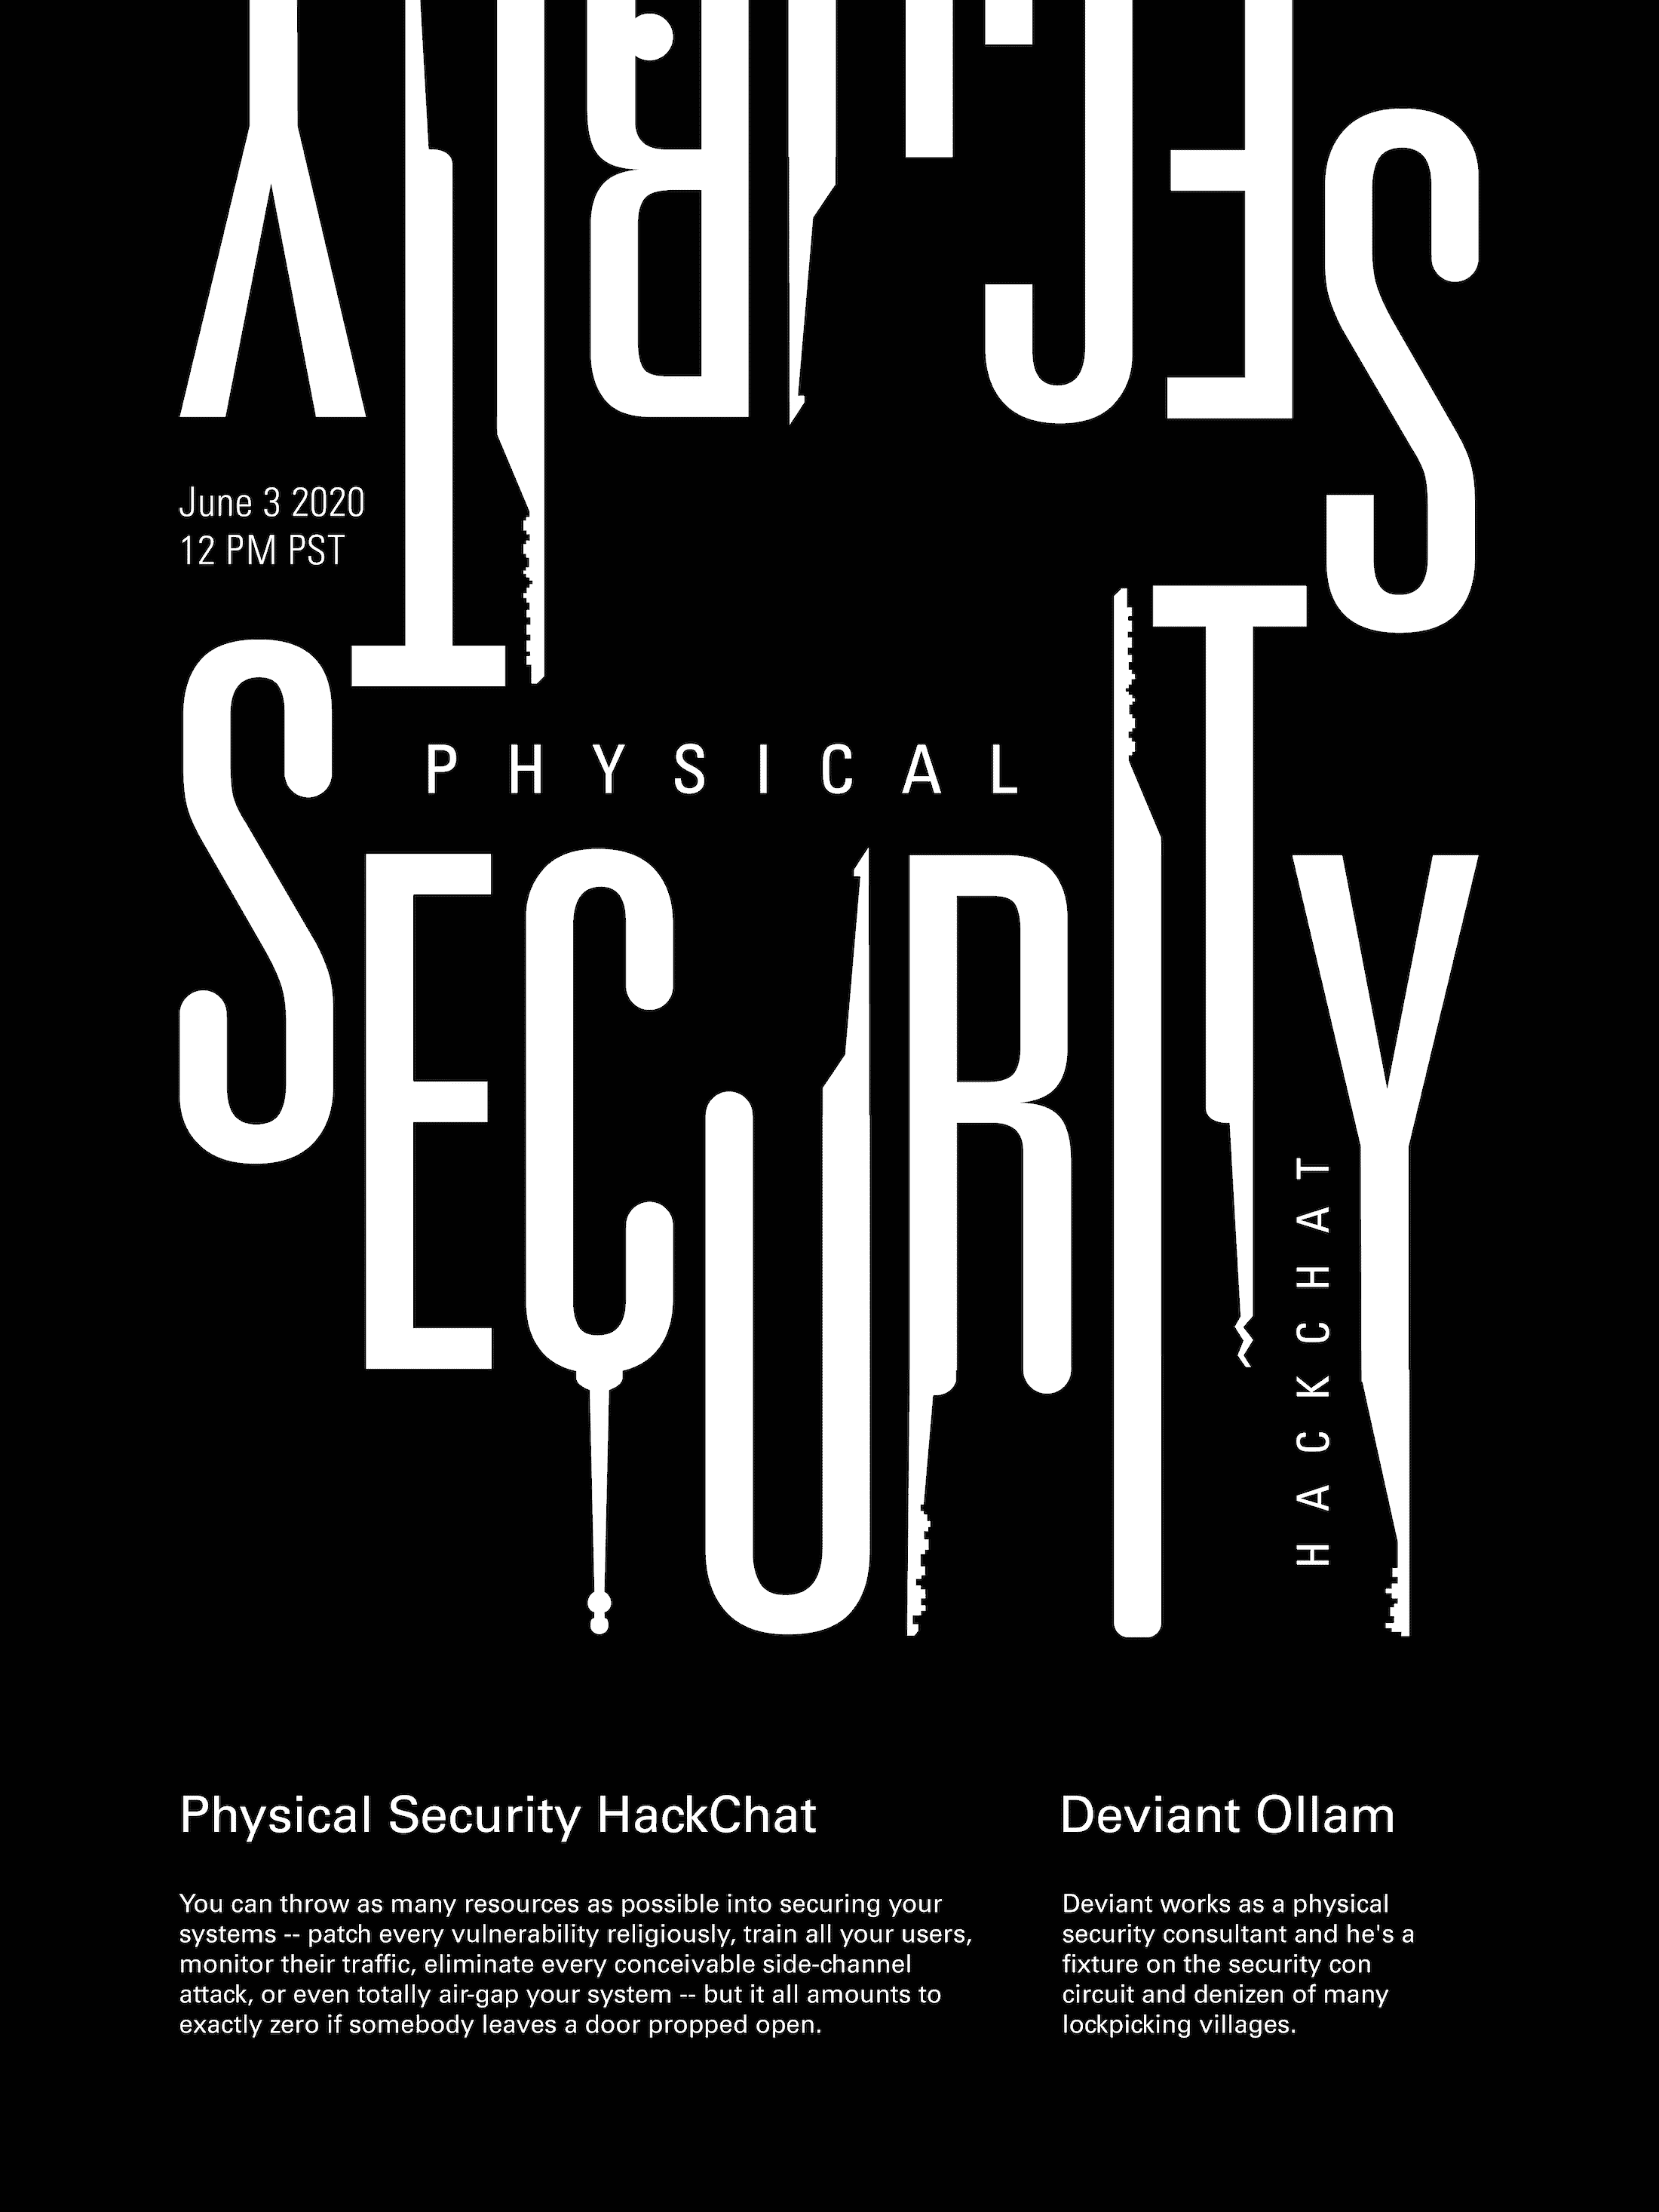 SECURITY
June 3 2020
12 PM PST
PHYSICAL
SECURITY
HACKCHAT
Physical Security HackChat
You can throw as many resources as possible into securing your
systems -- patch every vulnerability religiously, train all your users,
monitor their traffic, eliminate every conceivable side-channel
attack, or even totally air-gap your system -- but it all amounts to
exactly zero if somebody leaves a door propped open.
Deviant Ollam
Deviant works as a physical
security consultant and he's a
fixture on the security con
circuit and denizen of many
lockpicking villages.